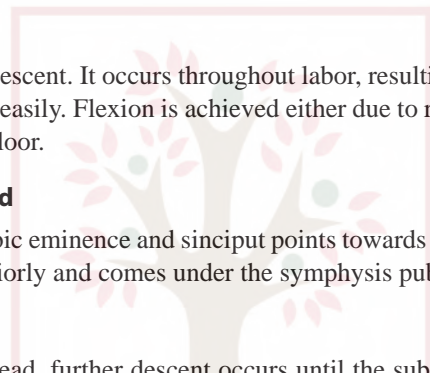 escent. It occurs throughout labor, resulti
easily. Flexion is achieved either due to r
loor.
d
bic eminence and sinciput points towards
iorly and comes under the symphysis pub
ead, further descent occurs until the sub